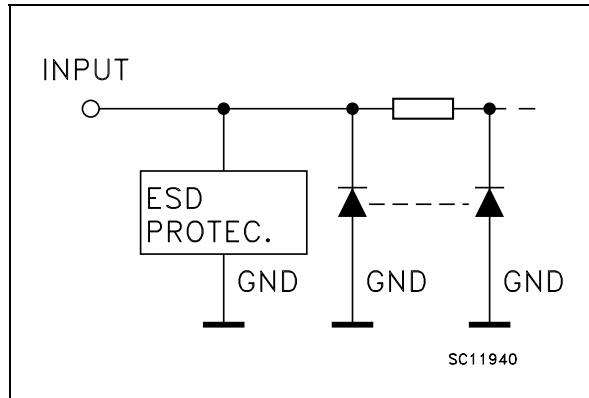 INPUT
ESD
PROTEC.
GND
GND
GND
SC11940